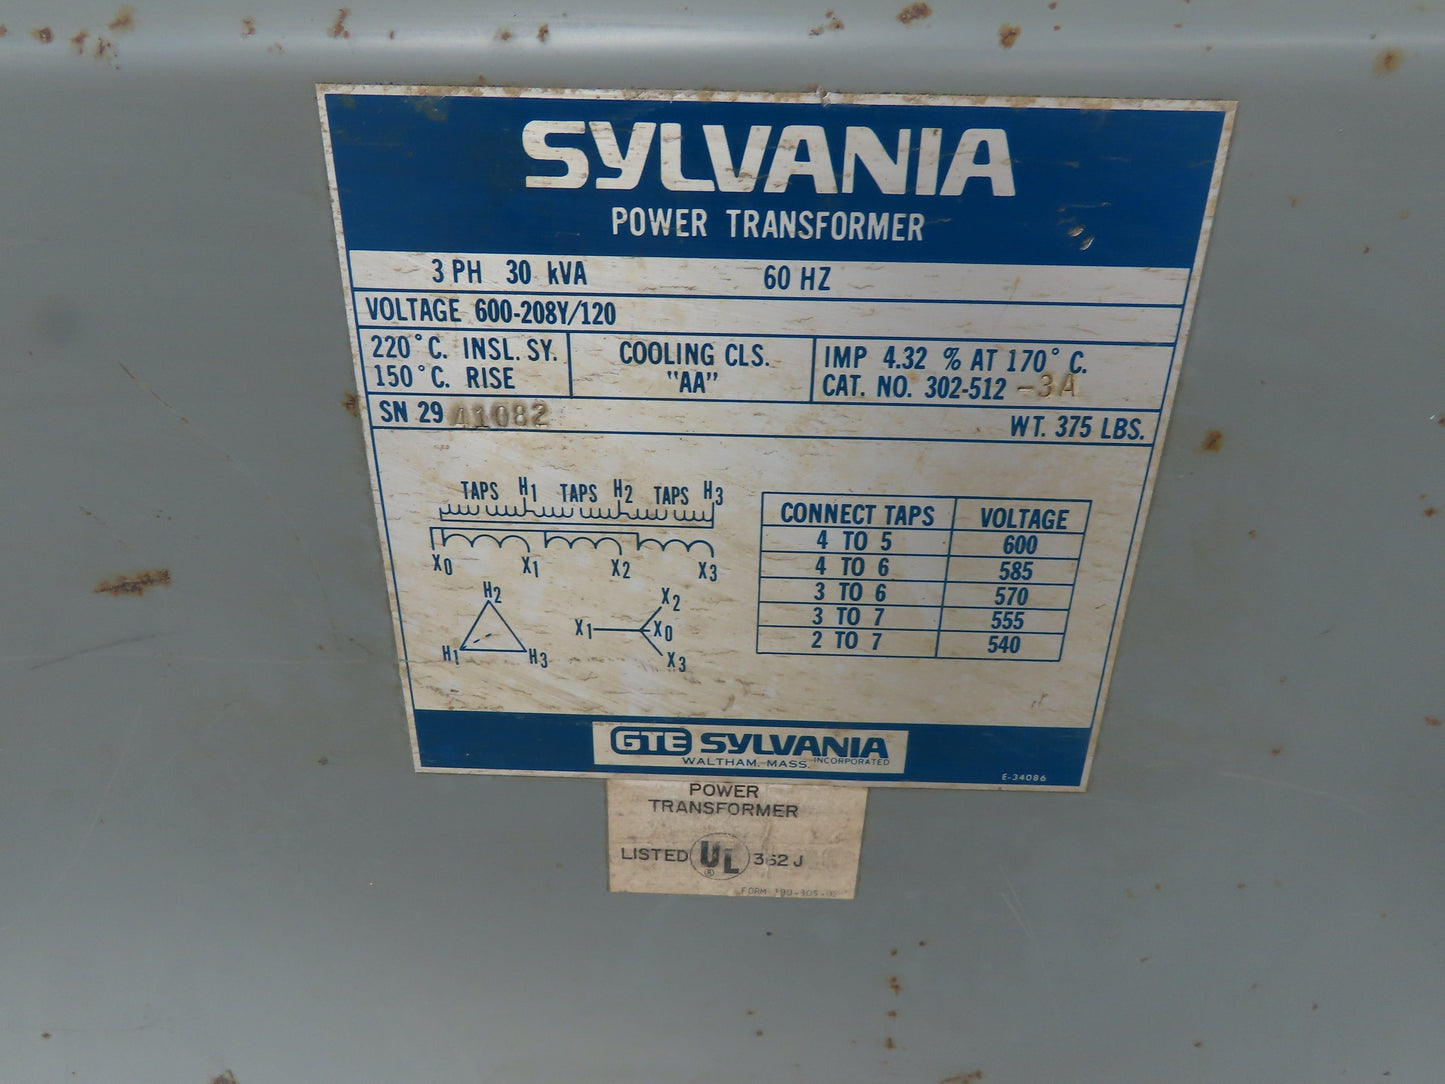 SYLVANIA
POWER TRANSFORMER
3 PH 30 kVA 60 HZ
VOLTAGE 600-208Y/120
220°C. INSL. SY.
150°C. RISE
COOLING CLS.
"AA"
IMP 4.32 % AT 170°C.
CAT. NO. 302-512 -3A
SN 29 41082
WT. 375 LBS.
TAPS H1 TAPS H2 TAPS H3
X0 X1 X2 X3
H2
H1 H3
X2
X1 X0
X3
CONNECT TAPS VOLTAGE
4 TO 5 600
4 TO 6 585
3 TO 6 570
3 TO 7 555
2 TO 7 540
GTE SYLVANIA
WALTHAM, MASS. INCORPORATED
E-34086
POWER
TRANSFORMER
LISTED UL ® 362J
FORM